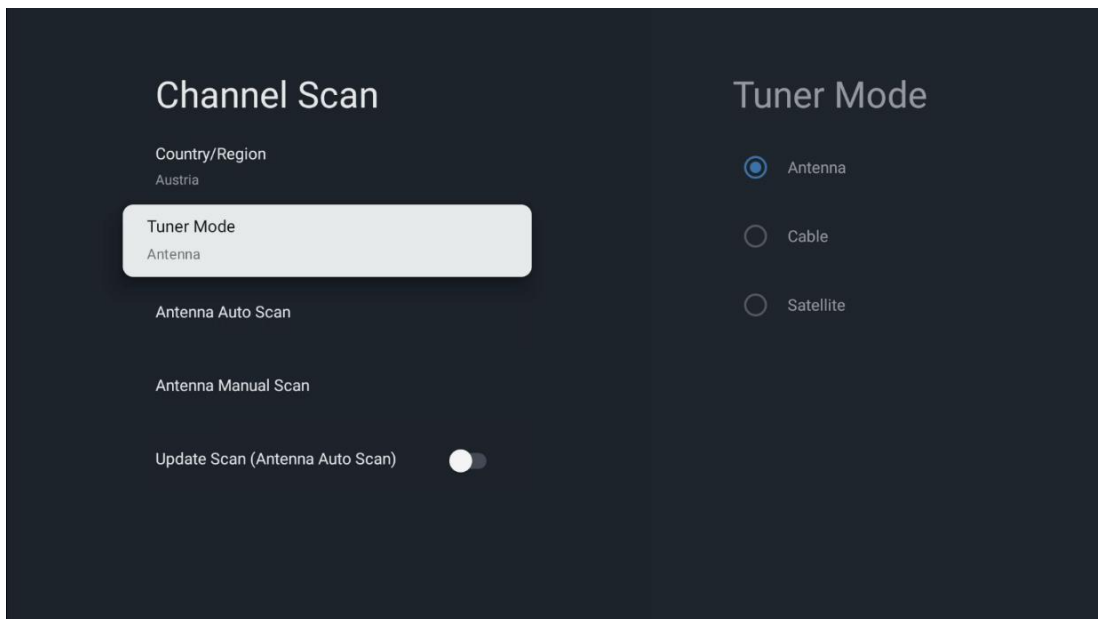 Channel Scan
Country/Region
Austria
Tuner Mode
Antenna
Antenna Auto Scan
Antenna Manual Scan
Update Scan (Antenna Auto Scan)
Tuner Mode
Antenna
Cable
Satellite